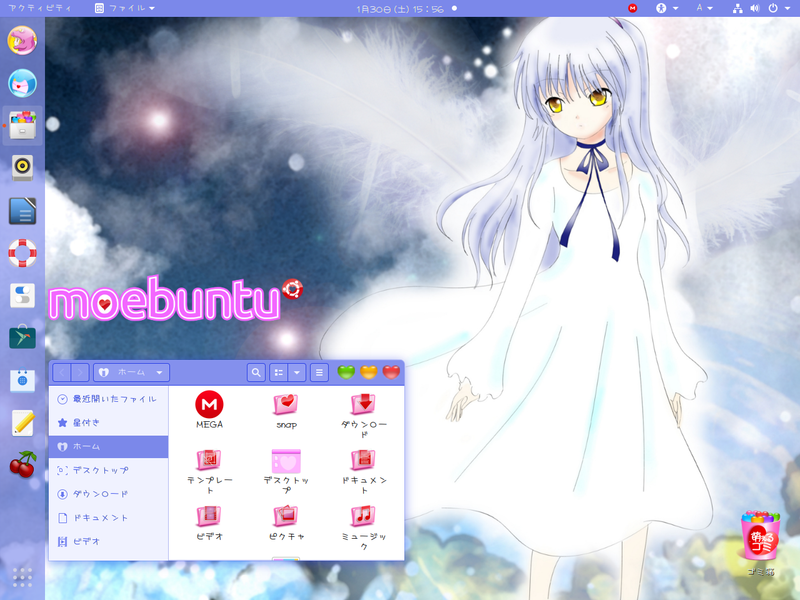 アクティビティ
ファイル
1月30日(土) 15:56
M
A
moebuntu
ホーム
最近開いたファイル
星付き
ホーム
デスクトップ
ダウンロード
ドキュメント
ビデオ
M
MEGA
snap
ダウンロー
ド
テンプレー
ト
デスクトッ
プ
ドキュメン
ト
ビデオ
ピクチャ
ミュージッ
ク
萌える
ゴミ
ゴミ箱